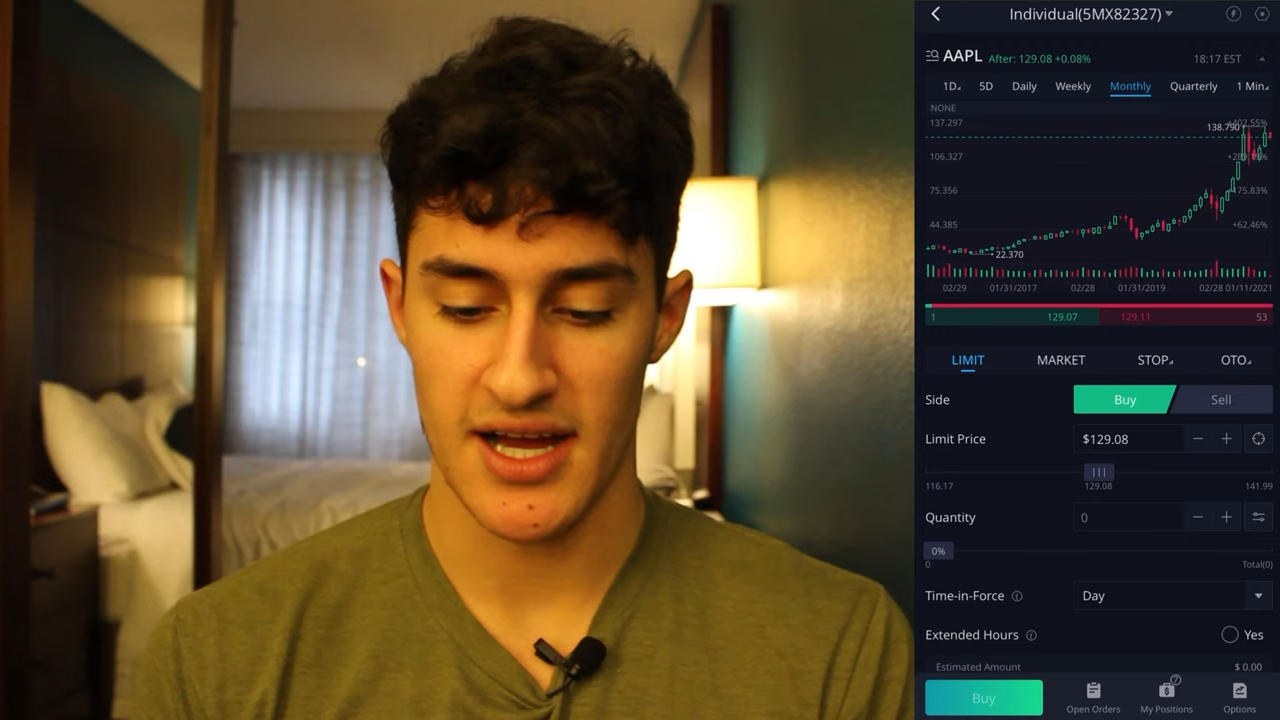 Individual(5MX82327)
AAPL After: 129.08 +0.08% 18:17 EST
1D 5D Daily Weekly Monthly Quarterly 1 Min
NONE
137.297 138.790 +402.55%
106.327
75.356 +175.83%
44.385 +62.46%
22.370
02/29 01/31/2017 02/28 01/31/2019 02/28 01/11/2021
1 129.07 129.11 53
LIMIT MARKET STOP OTO
Side Buy Sell
Limit Price $129.08
116.17 129.08 141.99
Quantity 0
0%
0 Total(0)
Time-in-Force Day
Extended Hours Yes
Estimated Amount $ 0.00
Buy Open Orders My Positions Options